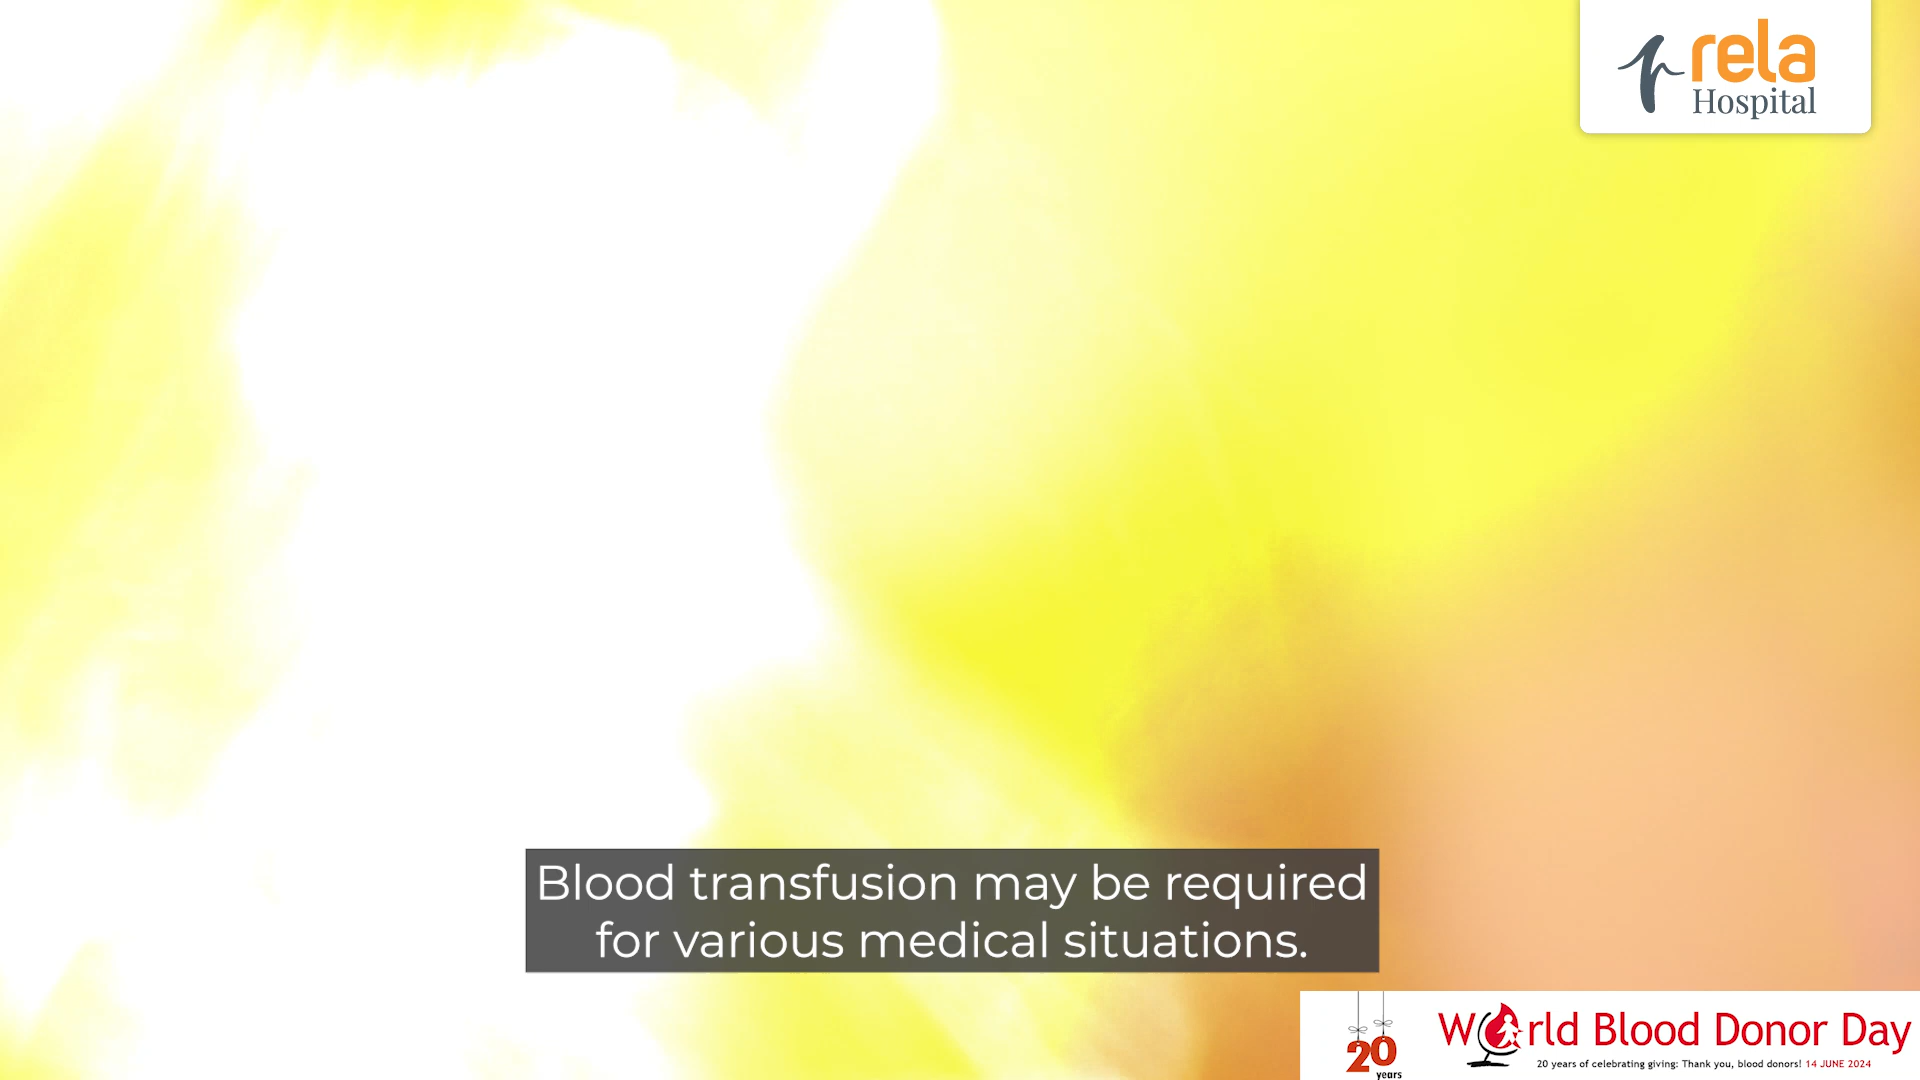 rela
Hospital
Blood transfusion may be required
for various medical situations.
20
years
World Blood Donor Day
20 years of celebrating giving: Thank you, blood donors! 14 JUNE 2024